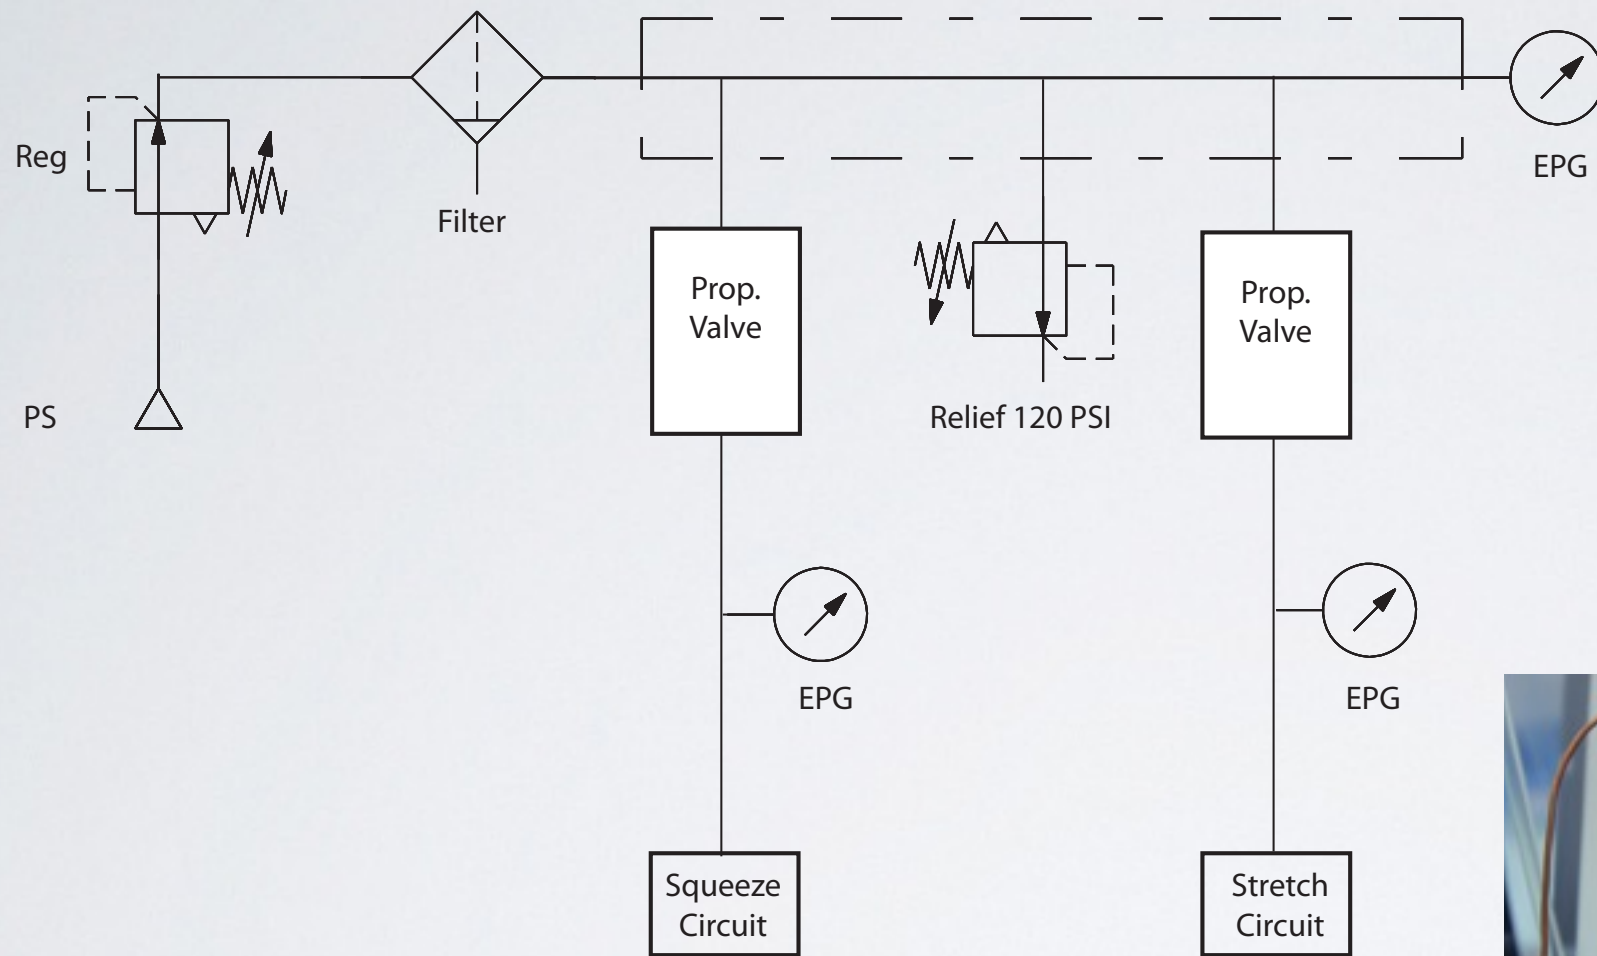 Reg
PS
Filter
EPG
Prop.
Valve
Relief 120 PSI
Prop.
Valve
EPG
EPG
Squeeze
Circuit
Stretch
Circuit